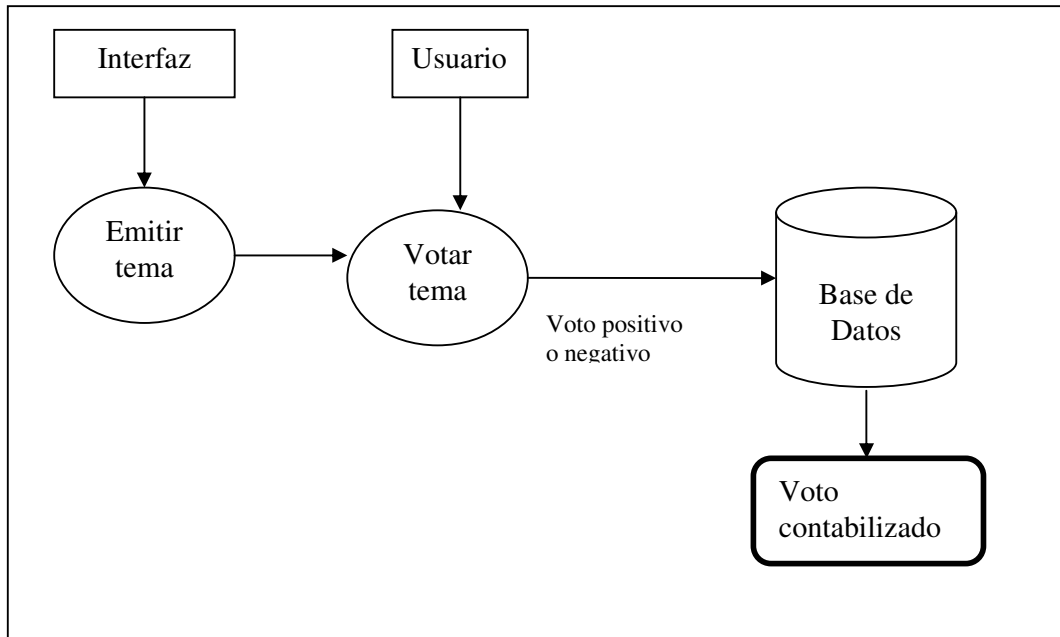 Interfaz
Usuario
Emitir
tema
Votar
tema
Voto positivo
o negativo
Base de
Datos
Voto
contabilizado